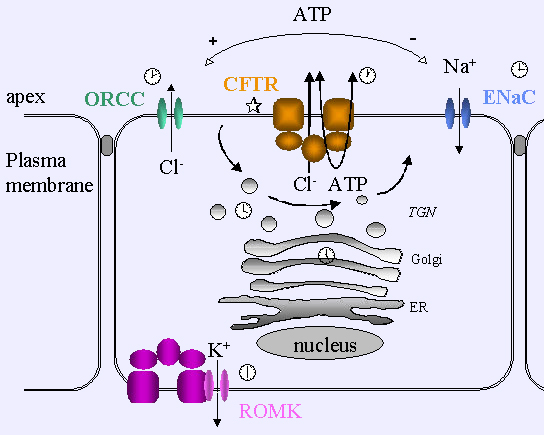 ATP
+
-
Na⁺
ORCC
CFTR
ENaC
apex
Plasma
membrane
Cl⁻
Cl⁻
ATP
TGN
Golgi
ER
nucleus
K⁺
ROMK